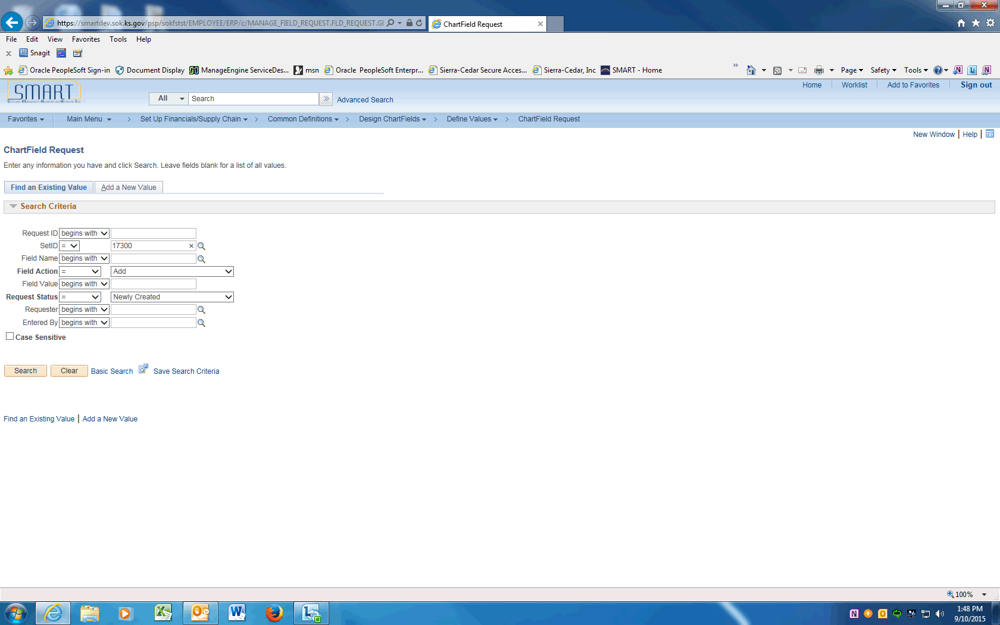 https://smartdev.sok.ks.gov/psp/sokfstst/EMPLOYEE/ERP/c/MANAGE_FIELD_REQUEST.FLD_REQUEST.GI
ChartField Request
File Edit View Favorites Tools Help
x Snagit
Oracle PeopleSoft Sign-in Document Display ManageEngine ServiceDes... msn Oracle PeopleSoft Enterpr... Sierra-Cedar Secure Acces... Sierra-Cedar, Inc SMART - Home
Page Safety Tools
SMART
Home Worklist Add to Favorites Sign out
All Search Advanced Search
Favorites Main Menu > Set Up Financials/Supply Chain > Common Definitions > Design ChartFields > Define Values > ChartField Request
New Window | Help |
ChartField Request
Enter any information you have and click Search. Leave fields blank for a list of all values.
Find an Existing Value Add a New Value
Search Criteria
Request ID begins with
SetID = 17300
Field Name begins with
Field Action = Add
Field Value begins with
Request Status = Newly Created
Requester begins with
Entered By begins with
Case Sensitive
Search Clear Basic Search Save Search Criteria
Find an Existing Value | Add a New Value
100%
1:48 PM
9/10/2015